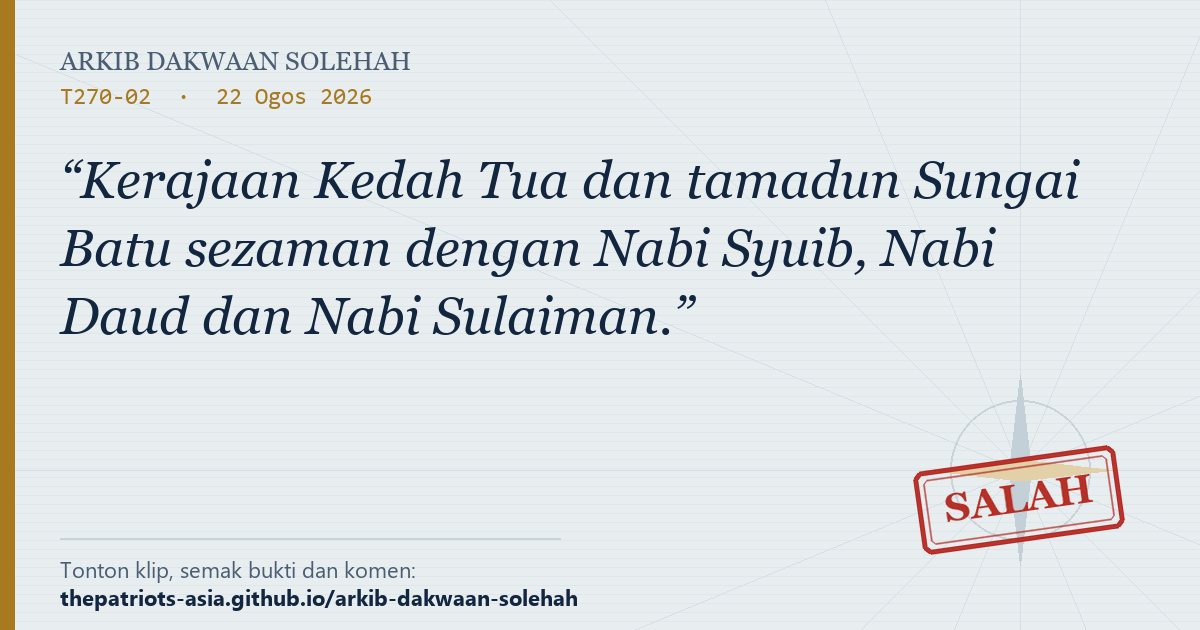 ARKIB DAKWAAN SOLEHAH
T270-02 · 22 Ogos 2026
“Kerajaan Kedah Tua dan tamadun Sungai
Batu sezaman dengan Nabi Syuib, Nabi
Daud dan Nabi Sulaiman.”
SALAH
Tonton klip, semak bukti dan komen:
thepatriots-asia.github.io/arkib-dakwaan-solehah